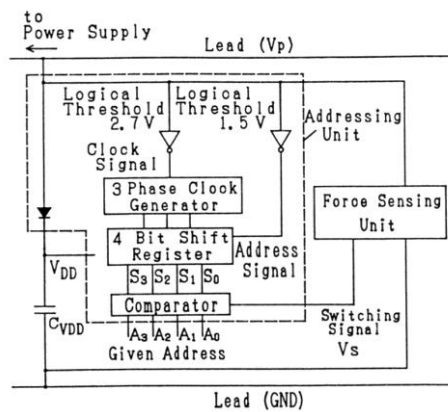 to
Power Supply
Lead (Vp)
Logical
Threshold
2.7V
Logical
Threshold
1.5V
Addressing
Unit
Clock
Signal
3 Phase Clock
Generator
Force Sensing
Unit
4 Bit Shift
Register
Address
Signal
VDD
S3 S2 S1 S0
Comparator
CVDD
Switching
Signal
Vs
A3 A2 A1 A0
Given Address
Lead (GND)